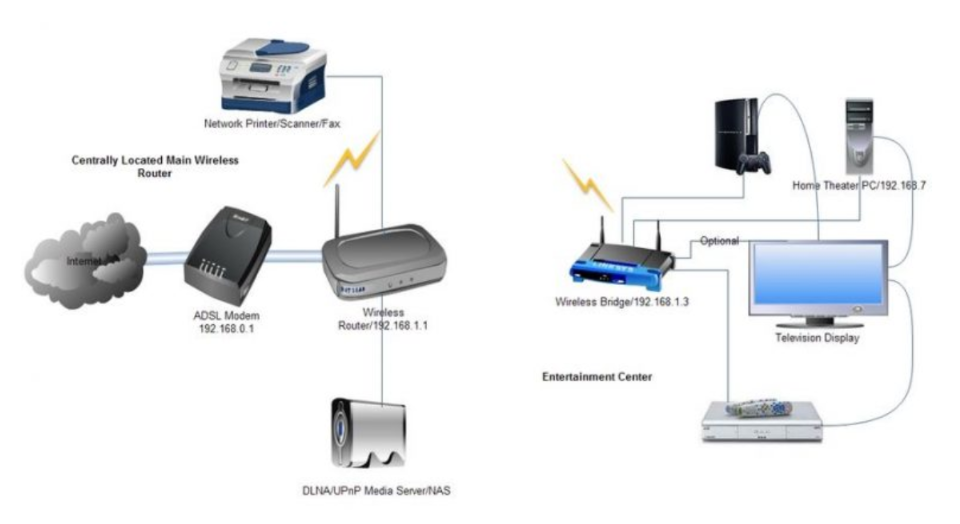 Network Printer/Scanner/Fax
Centrally Located Main Wireless
Router
Internet
ADSL Modem
192.168.0.1
Wireless
Router/192.168.1.1
DLNA/UPnP Media Server/NAS
Home Theater PC/192.168.7
Optional
LINKSYS
Wireless Bridge/192.168.1.3
Television Display
Entertainment Center